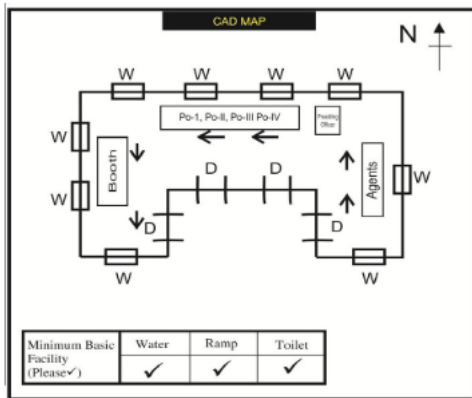 CAD MAP
N
W W W W
Po-1, Po-II, Po-III Po-IV
Presiding Officer
W
Booth
Agents
W
W
D D
D
D
W
W
Minimum Basic Facility (Please✓) Water Ramp Toilet
✓ ✓ ✓